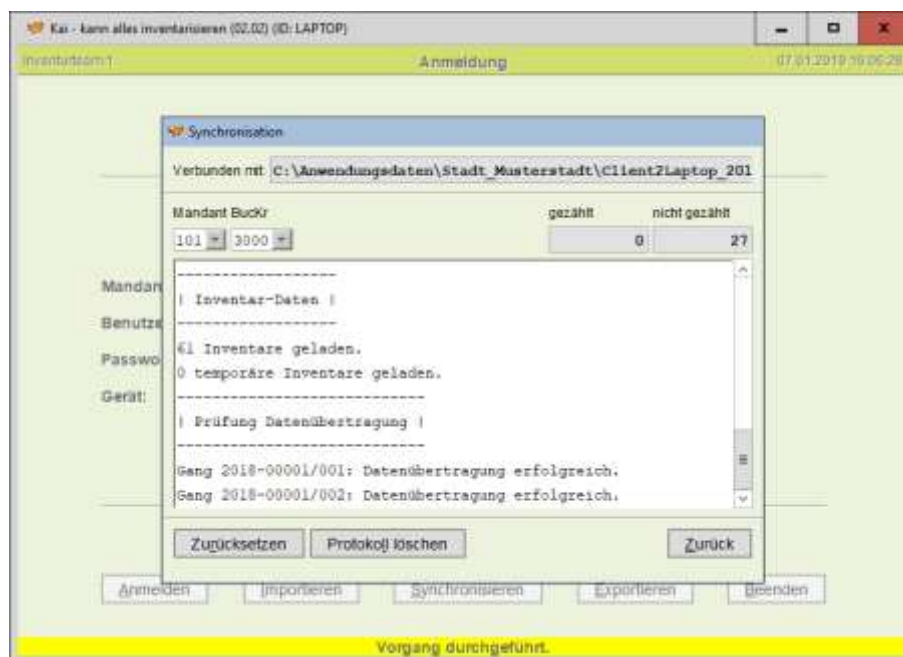 Kai - kann alles inventarisieren (02.02) (ID: LAPTOP)
Inventurteam 1 Anmeldung 07.01.2019 16:06:28
Synchronisation
Verbunden mit C:\Anwendungsdaten\Stadt_Musterstadt\Client2Laptop_201
Mandant BucKr gezählt nicht gezählt
101 3000 0 27
------------------
| Inventar-Daten |
------------------
61 Inventare geladen.
0 temporäre Inventare geladen.
----------------------------
| Prüfung Datenübertragung |
----------------------------
Gang 2018-00001/001: Datenübertragung erfolgreich.
Gang 2018-00001/002: Datenübertragung erfolgreich.
Mandan
Benutze
Passwo
Gerät:
Zurücksetzen Protokoll löschen Zurück
Anmelden Importieren Synchronisieren Exportieren Beenden
Vorgang durchgeführt.